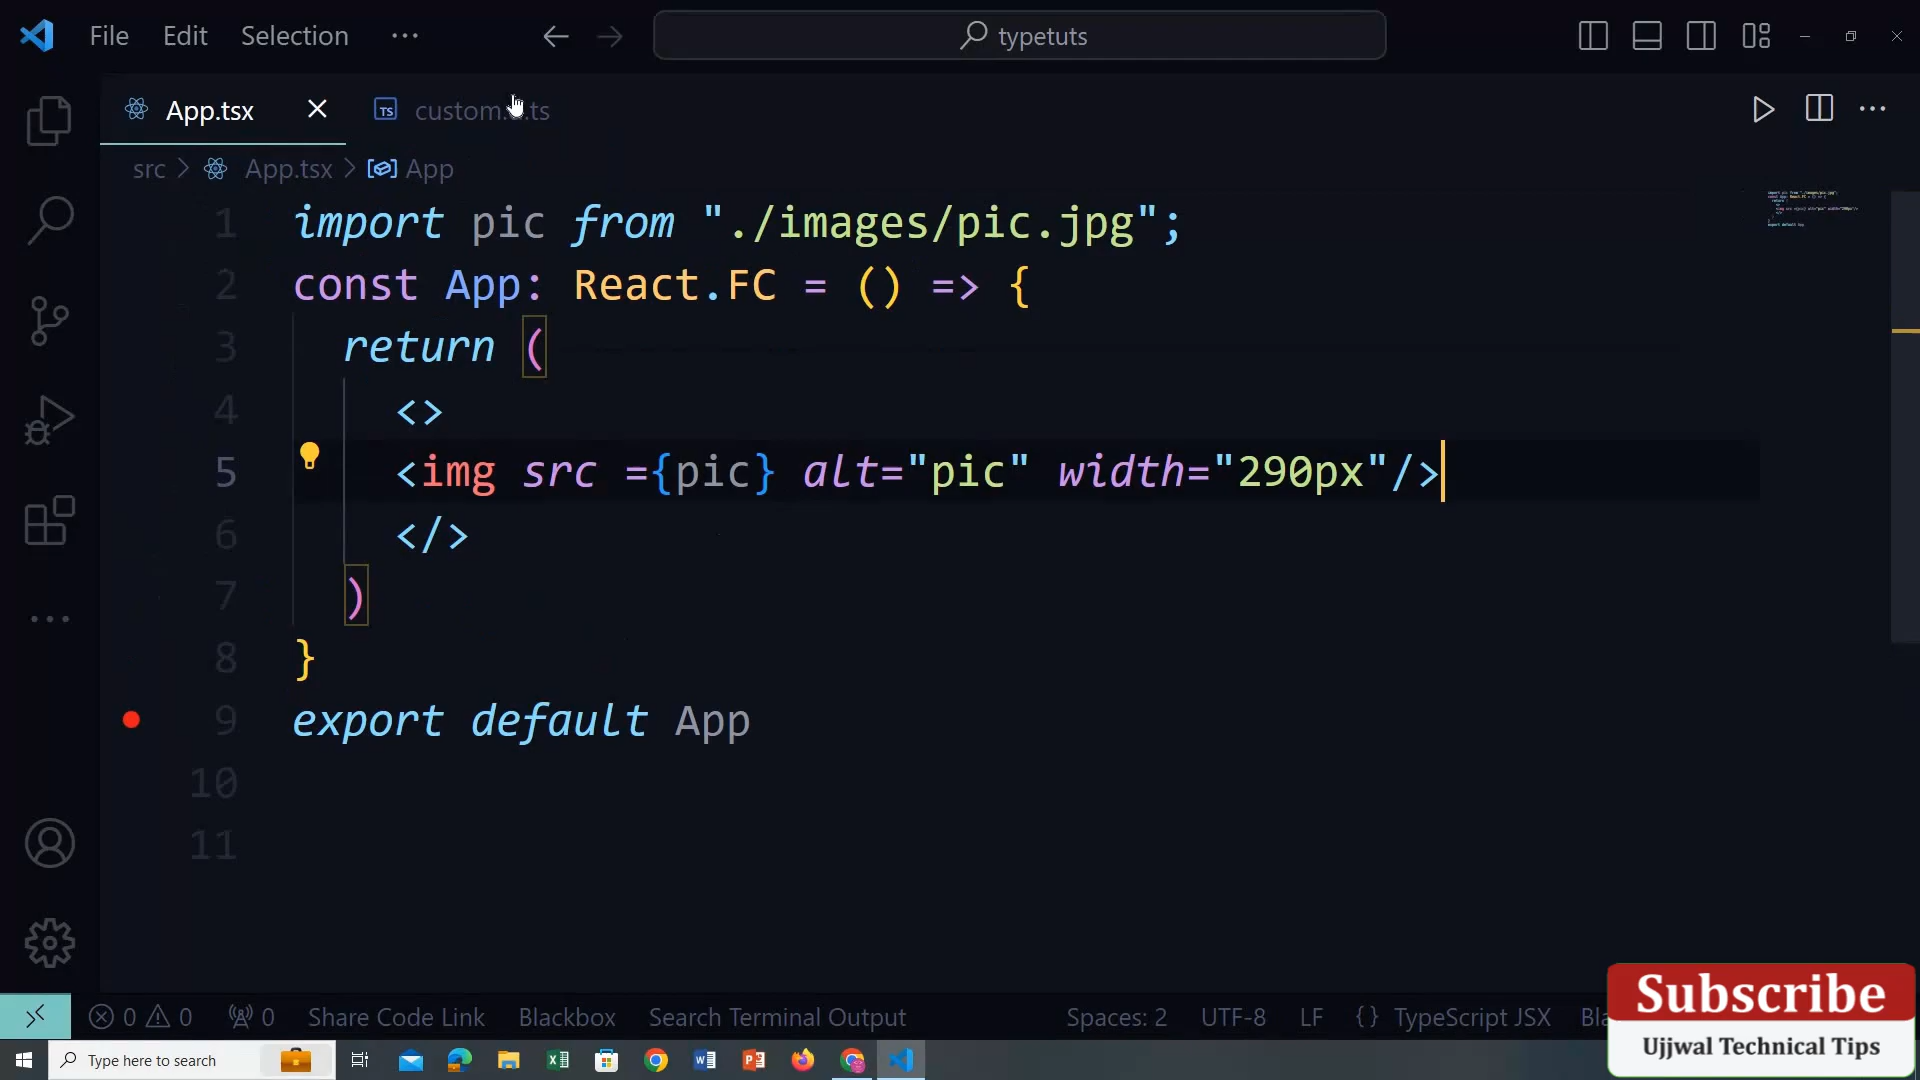 File Edit Selection ··· typetuts
App.tsx custom.d.ts
src > App.tsx > App
1 import pic from "./images/pic.jpg";
2 const App: React.FC = () => {
3 return (
4 <>
5 <img src ={pic} alt="pic" width="290px"/>
6 </>
7 )
8 }
9 export default App
10
11
0 0 0 Share Code Link Blackbox Search Terminal Output Spaces: 2 UTF-8 LF {} TypeScript JSX
Subscribe
Ujjwal Technical Tips
Type here to search